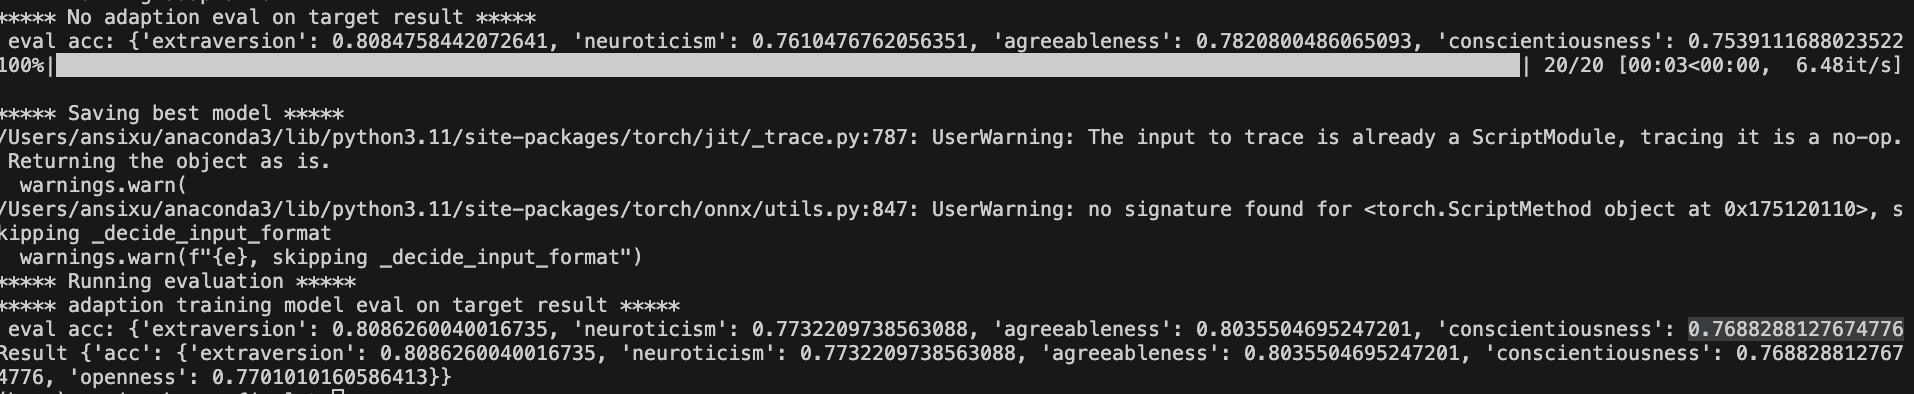 ***** No adaption eval on target result *****
 eval acc: {'extraversion': 0.8084758442072641, 'neuroticism': 0.7610476762056351, 'agreeableness': 0.7820800486065093, 'conscientiousness': 0.7539111688023522
100%| | 20/20 [00:03<00:00,  6.48it/s]
***** Saving best model *****
/Users/ansixu/anaconda3/lib/python3.11/site-packages/torch/jit/_trace.py:787: UserWarning: The input to trace is already a ScriptModule, tracing it is a no-op.
 Returning the object as is.
  warnings.warn(
/Users/ansixu/anaconda3/lib/python3.11/site-packages/torch/onnx/utils.py:847: UserWarning: no signature found for <torch.ScriptMethod object at 0x175120110>, s
kipping _decide_input_format
  warnings.warn(f"{e}, skipping _decide_input_format")
***** Running evaluation *****
***** adaption training model eval on target result *****
 eval acc: {'extraversion': 0.8086260040016735, 'neuroticism': 0.7732209738563088, 'agreeableness': 0.8035504695247201, 'conscientiousness': 0.7688288127674776
Result {'acc': {'extraversion': 0.8086260040016735, 'neuroticism': 0.7732209738563088, 'agreeableness': 0.8035504695247201, 'conscientiousness': 0.768828812767
4776, 'openness': 0.7701010160586413}}